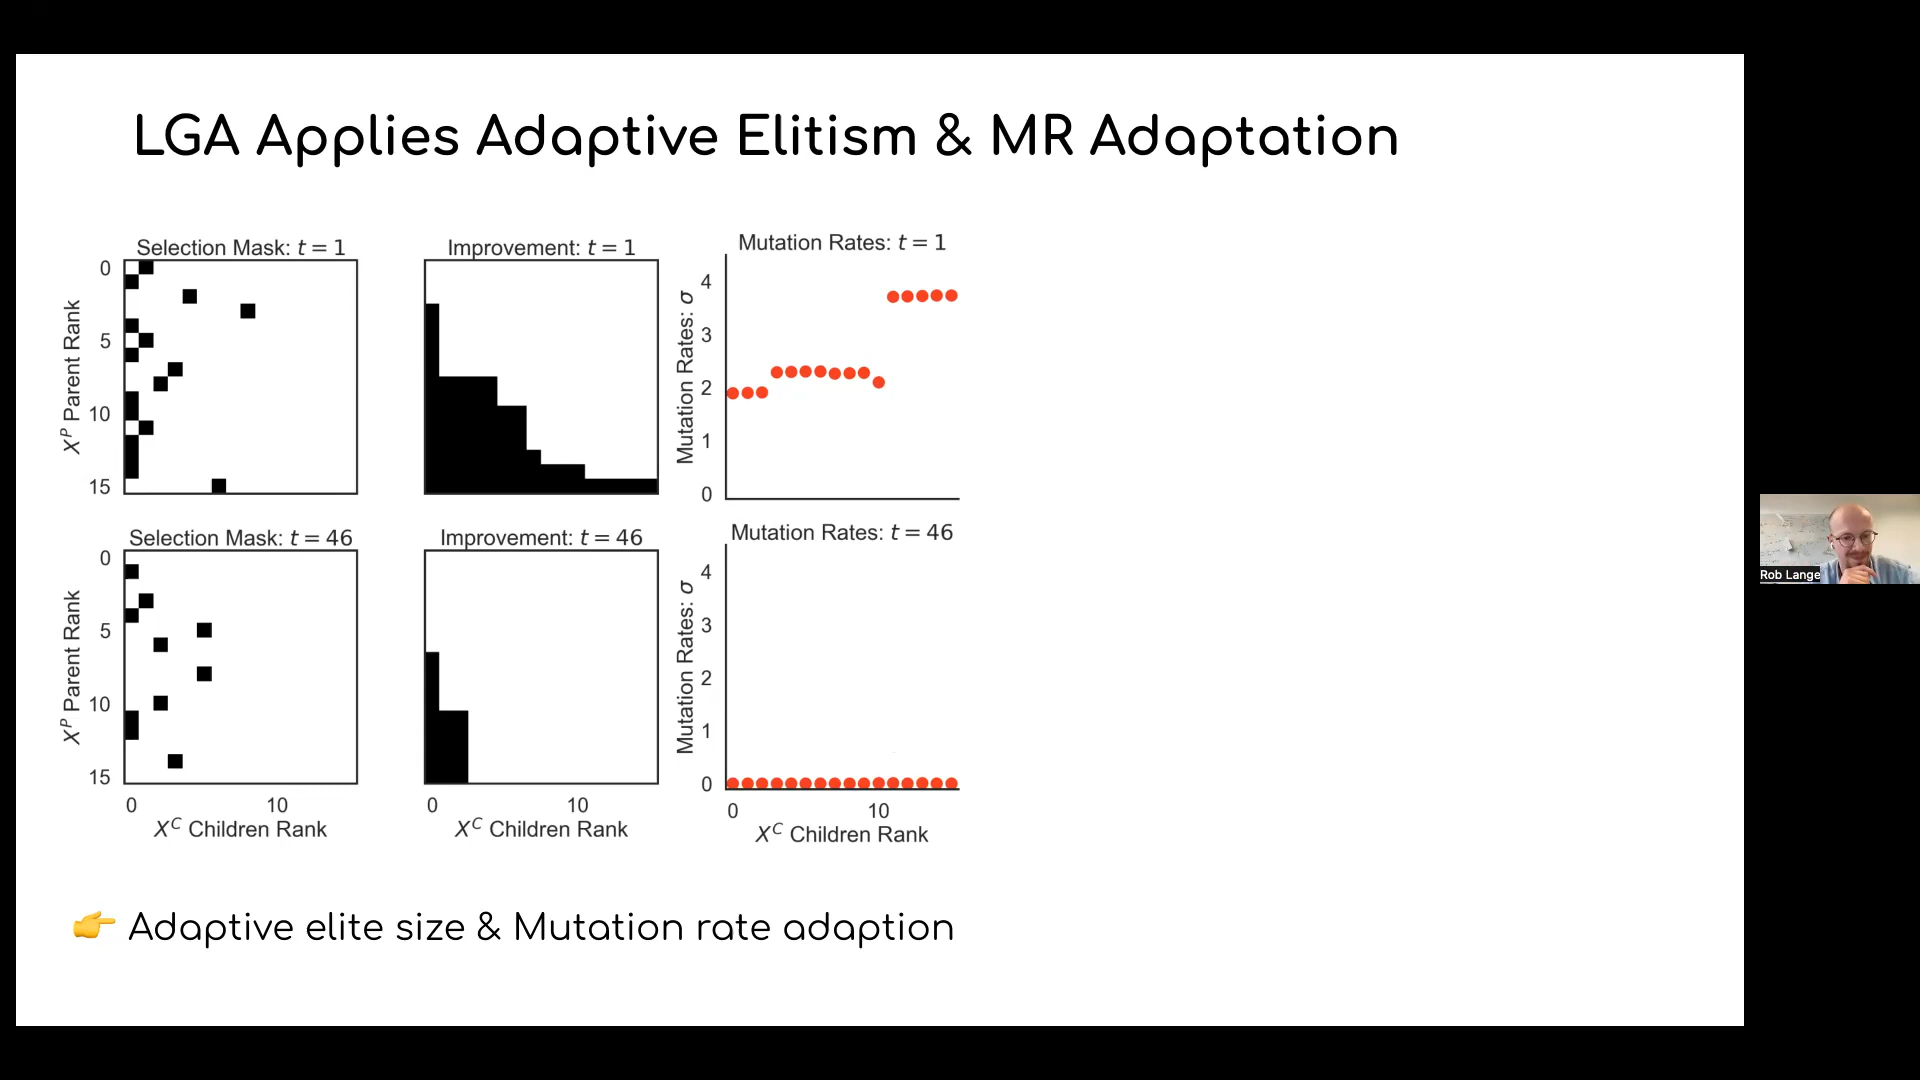 LGA Applies Adaptive Elitism & MR Adaptation
Selection Mask: t = 1
0
5
10
15
X^P Parent Rank
Improvement: t = 1
Mutation Rates: t = 1
4
3
2
1
0
Mutation Rates: σ
Selection Mask: t = 46
0
5
10
15
X^P Parent Rank
0 10
X^C Children Rank
Improvement: t = 46
0 10
X^C Children Rank
Mutation Rates: t = 46
4
3
2
1
0
Mutation Rates: σ
0 10
X^C Children Rank
👉 Adaptive elite size & Mutation rate adaption
Rob Lange